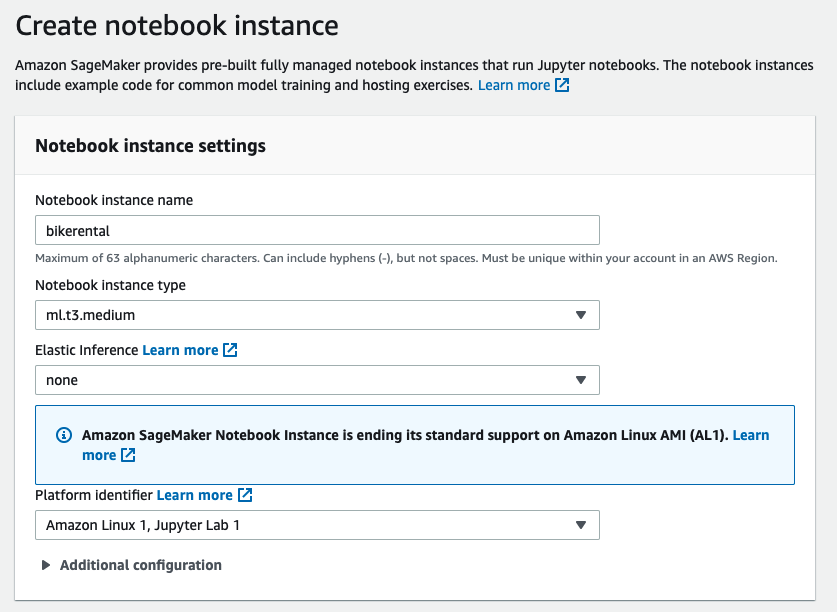 Create notebook instance
Amazon SageMaker provides pre-built fully managed notebook instances that run Jupyter notebooks. The notebook instances
include example code for common model training and hosting exercises. Learn more
Notebook instance settings
Notebook instance name
bikerental
Maximum of 63 alphanumeric characters. Can include hyphens (-), but not spaces. Must be unique within your account in an AWS Region.
Notebook instance type
ml.t3.medium
Elastic Inference Learn more
none
Amazon SageMaker Notebook Instance is ending its standard support on Amazon Linux AMI (AL1). Learn
more
Platform identifier Learn more
Amazon Linux 1, Jupyter Lab 1
Additional configuration